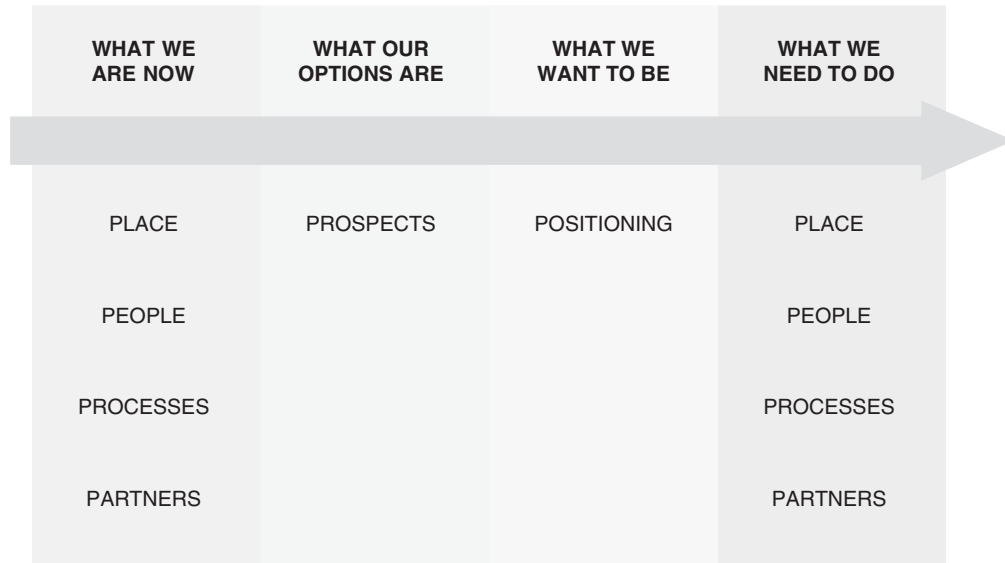 WHAT WE
ARE NOW
WHAT OUR
OPTIONS ARE
WHAT WE
WANT TO BE
WHAT WE
NEED TO DO
PLACE
PROSPECTS
POSITIONING
PLACE
PEOPLE
PEOPLE
PROCESSES
PROCESSES
PARTNERS
PARTNERS